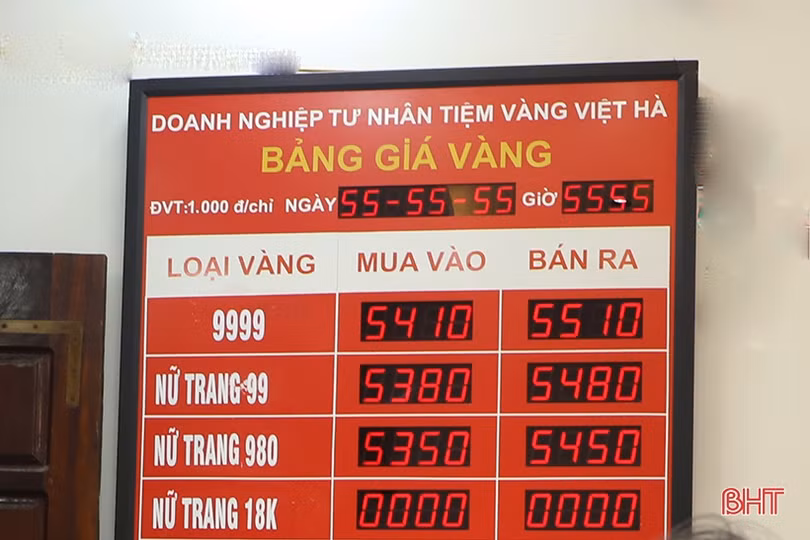 DOANH NGHIỆP TƯ NHÂN TIỆM VÀNG VIỆT HÀ
BẢNG GIÁ VÀNG
ĐVT:1.000 đ/chỉ NGÀY 55-55-55 GIỜ 5555
LOẠI VÀNG MUA VÀO BÁN RA
9999 5410 5510
NỮ TRANG 99 5380 5480
NỮ TRANG 980 5350 5450
NỮ TRANG 18K 0000 0000
BHT